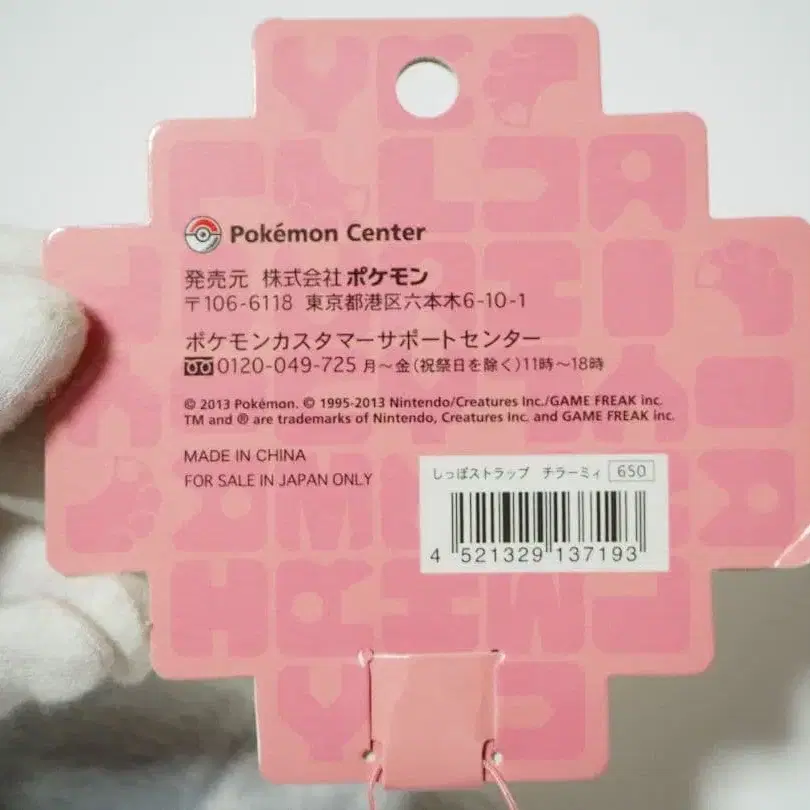 Pokémon Center
発売元 株式会社ポケモン
〒106-6118 東京都港区六本木6-10-1
ポケモンカスタマーサポートセンター
0120-049-725 月～金(祝祭日を除く)11時～18時
© 2013 Pokémon. © 1995-2013 Nintendo/Creatures Inc./GAME FREAK inc.
TM and ® are trademarks of Nintendo, Creatures Inc. and GAME FREAK inc.
MADE IN CHINA
FOR SALE IN JAPAN ONLY
しっぽストラップ チラーミィ 650
4 521329 137193